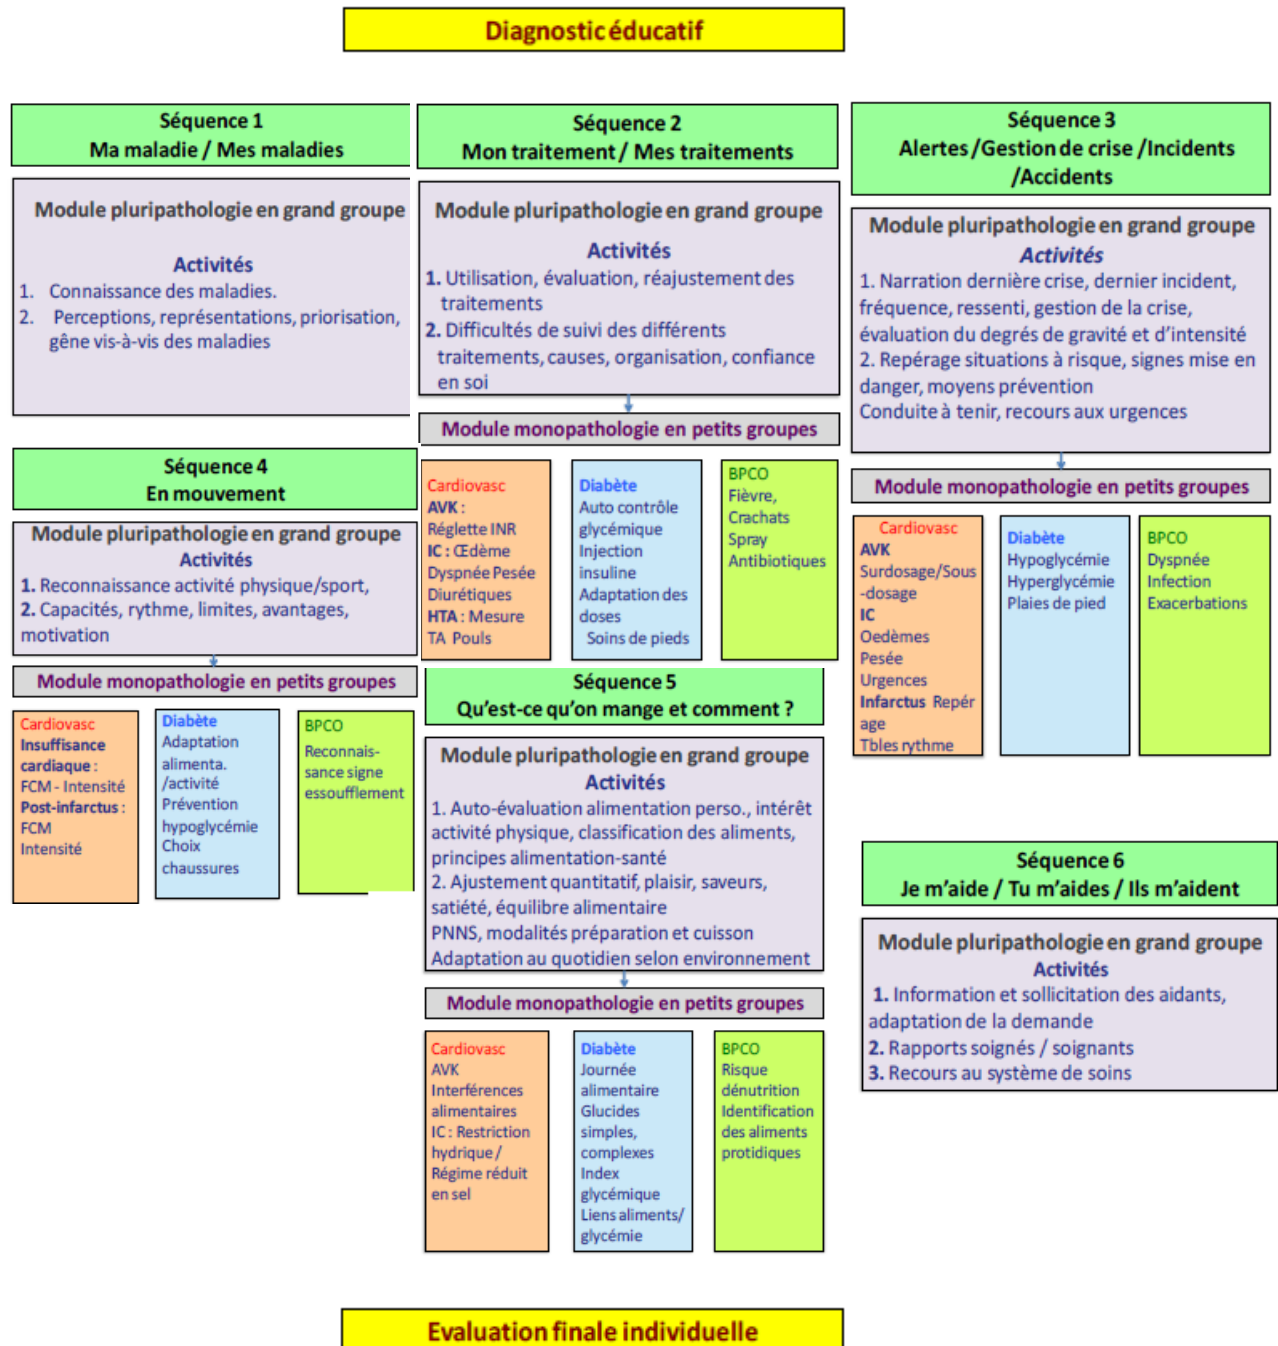 Diagnostic éducatif
Séquence 1
Ma maladie / Mes maladies
Module pluripathologie en grand groupe
Activités
1. Connaissance des maladies.
2. Perceptions, représentations, priorisation,
gêne vis-à-vis des maladies
Séquence 2
Mon traitement / Mes traitements
Module pluripathologie en grand groupe
Activités
1. Utilisation, évaluation, réajustement des
traitements
2. Difficultés de suivi des différents
traitements, causes, organisation, confiance
en soi
Module monopathologie en petits groupes
Cardiovasc
AVK :
Réglette INR
IC : Œdème
Dyspnée Pesée
Diurétiques
HTA : Mesure
TA Pouls
Diabète
Auto contrôle
glycémique
Injection
insuline
Adaptation des
doses
Soins de pieds
BPCO
Fièvre,
Crachats
Spray
Antibiotiques
Séquence 3
Alertes /Gestion de crise /Incidents
/Accidents
Module pluripathologie en grand groupe
Activités
1. Narration dernière crise, dernier incident,
fréquence, ressenti, gestion de la crise,
évaluation du degrés de gravité et d'intensité
2. Repérage situations à risque, signes mise en
danger, moyens prévention
Conduite à tenir, recours aux urgences
Module monopathologie en petits groupes
Cardiovasc
AVK
Surdosage/Sous
-dosage
IC
Oedèmes
Pesée
Urgences
Infarctus Repér
age
Tbles rythme
Diabète
Hypoglycémie
Hyperglycémie
Plaies de pied
BPCO
Dyspnée
Infection
Exacerbations
Séquence 4
En mouvement
Module pluripathologie en grand groupe
Activités
1. Reconnaissance activité physique/sport,
2. Capacités, rythme, limites, avantages,
motivation
Module monopathologie en petits groupes
Cardiovasc
Insuffisance
cardiaque :
FCM - Intensité
Post-infarctus :
FCM
Intensité
Diabète
Adaptation
alimenta.
/activité
Prévention
hypoglycémie
Choix
chaussures
BPCO
Reconnais-
sance signe
essoufflement
Séquence 5
Qu'est-ce qu'on mange et comment ?
Module pluripathologie en grand groupe
Activités
1. Auto-évaluation alimentation perso., intérêt
activité physique, classification des aliments,
principes alimentation-santé
2. Ajustement quantitatif, plaisir, saveurs,
satiété, équilibre alimentaire
PNNS, modalités préparation et cuisson
Adaptation au quotidien selon environnement
Module monopathologie en petits groupes
Cardiovasc
AVK
Interférences
alimentaires
IC : Restriction
hydrique /
Régime réduit
en sel
Diabète
Journée
alimentaire
Glucides
simples,
complexes
Index
glycémique
Liens aliments/
glycémie
BPCO
Risque
dénutrition
Identification
des aliments
protidiques
Séquence 6
Je m'aide / Tu m'aides / Ils m'aident
Module pluripathologie en grand groupe
Activités
1. Information et sollicitation des aidants,
adaptation de la demande
2. Rapports soignés / soignants
3. Recours au système de soins
Evaluation finale individuelle